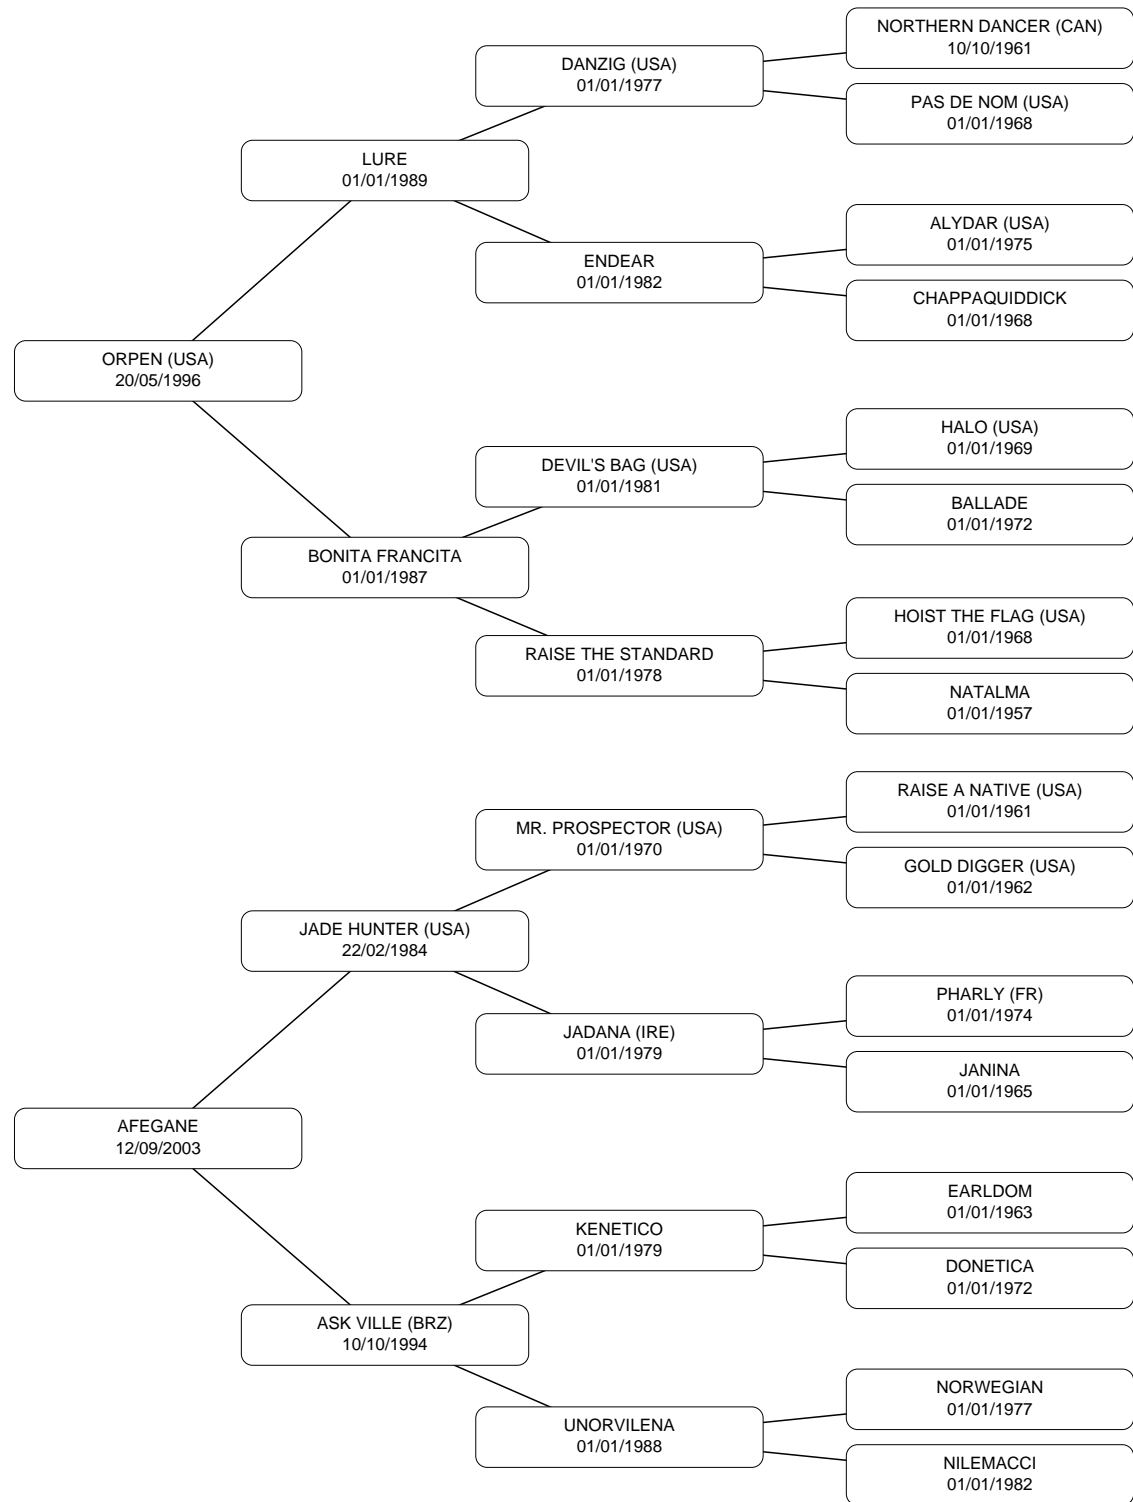 NORTHERN DANCER (CAN)
10/10/1961
DANZIG (USA)
01/01/1977
PAS DE NOM (USA)
01/01/1968
LURE
01/01/1989
ALYDAR (USA)
01/01/1975
ENDEAR
01/01/1982
CHAPPAQUIDDICK
01/01/1968
ORPEN (USA)
20/05/1996
HALO (USA)
01/01/1969
DEVIL'S BAG (USA)
01/01/1981
BALLADE
01/01/1972
BONITA FRANCITA
01/01/1987
HOIST THE FLAG (USA)
01/01/1968
RAISE THE STANDARD
01/01/1978
NATALMA
01/01/1957
RAISE A NATIVE (USA)
01/01/1961
MR. PROSPECTOR (USA)
01/01/1970
GOLD DIGGER (USA)
01/01/1962
JADE HUNTER (USA)
22/02/1984
PHARLY (FR)
01/01/1974
JADANA (IRE)
01/01/1979
JANINA
01/01/1965
AFEGANE
12/09/2003
EARLDOM
01/01/1963
KENETICO
01/01/1979
DONETICA
01/01/1972
ASK VILLE (BRZ)
10/10/1994
NORWEGIAN
01/01/1977
UNORVILENA
01/01/1988
NILEMACCI
01/01/1982